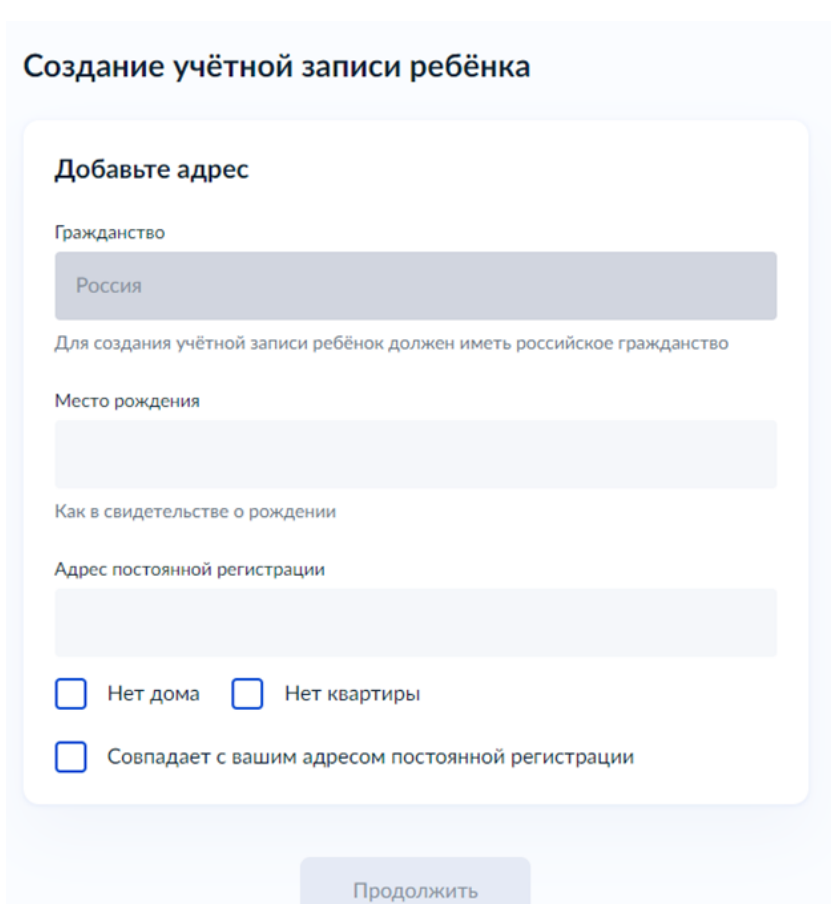 Создание учётной записи ребёнка
Добавьте адрес
Гражданство
Россия
Для создания учётной записи ребёнок должен иметь российское гражданство
Место рождения
Как в свидетельстве о рождении
Адрес постоянной регистрации
Нет дома Нет квартиры
Совпадает с вашим адресом постоянной регистрации
Продолжить